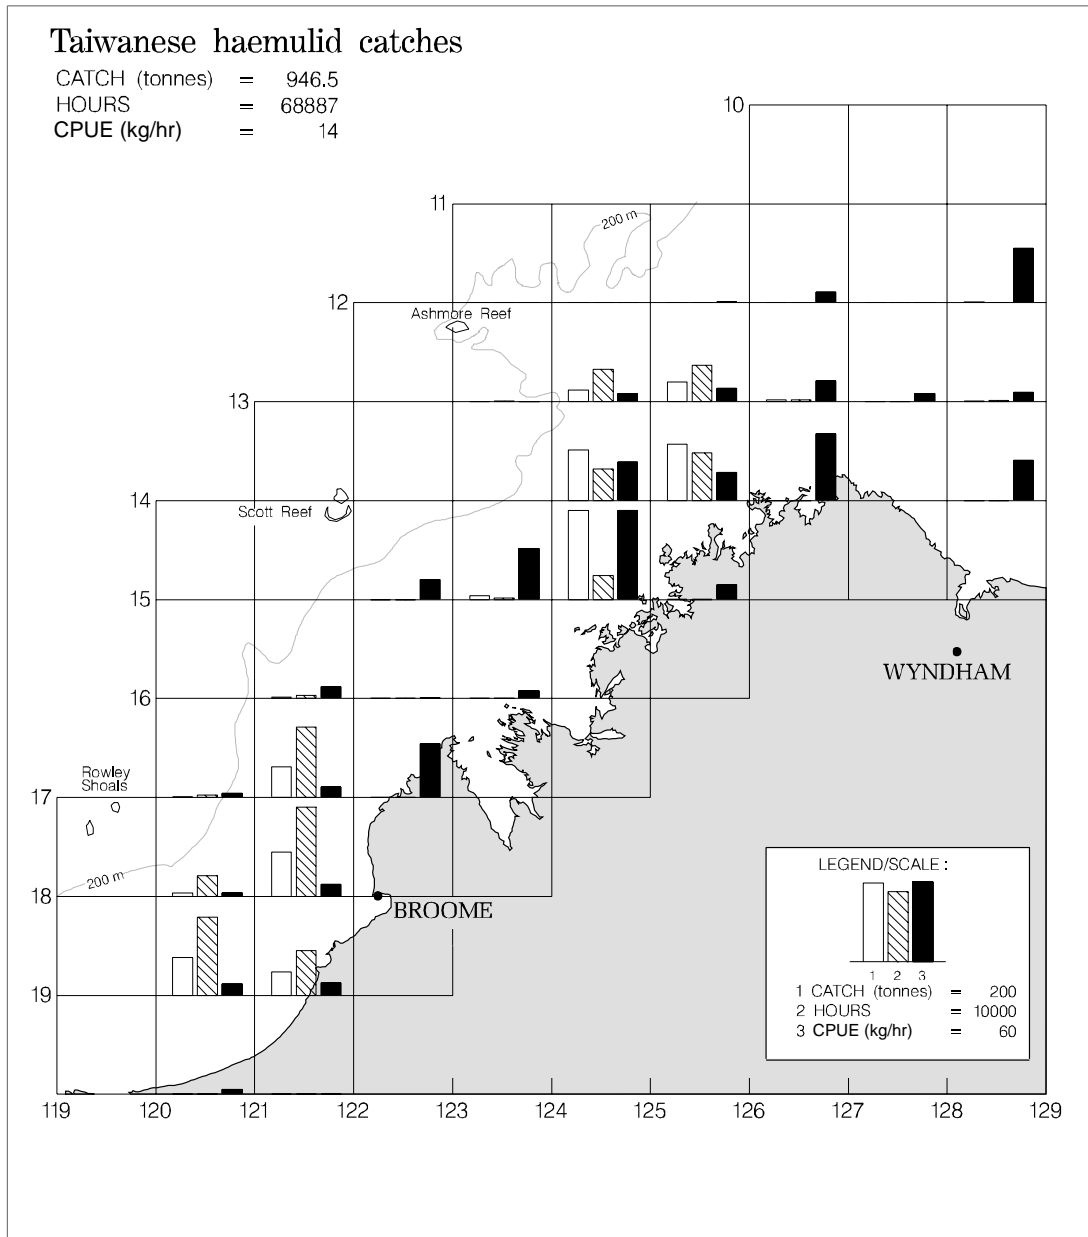 Taiwanese haemulid catches
CATCH (tonnes) = 946.5
HOURS = 68887
CPUE (kg/hr) = 14
10
11
200 m
12
Ashmore Reef
13
14
Scott Reef
15
WYNDHAM
16
Rowley
Shoals
17
200 m
18
BROOME
LEGEND/SCALE :
1 2 3
1 CATCH (tonnes) = 200
2 HOURS = 10000
3 CPUE (kg/hr) = 60
19
119 120 121 122 123 124 125 126 127 128 129